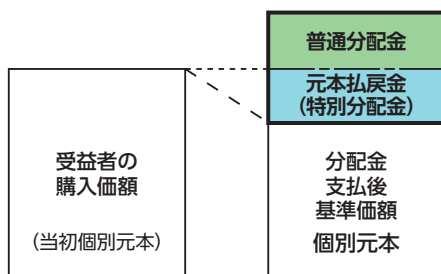 普通分配金
元本払戻金
(特別分配金)
受益者の
購入価額
(当初個別元本)
分配金
支払後
基準価額
個別元本